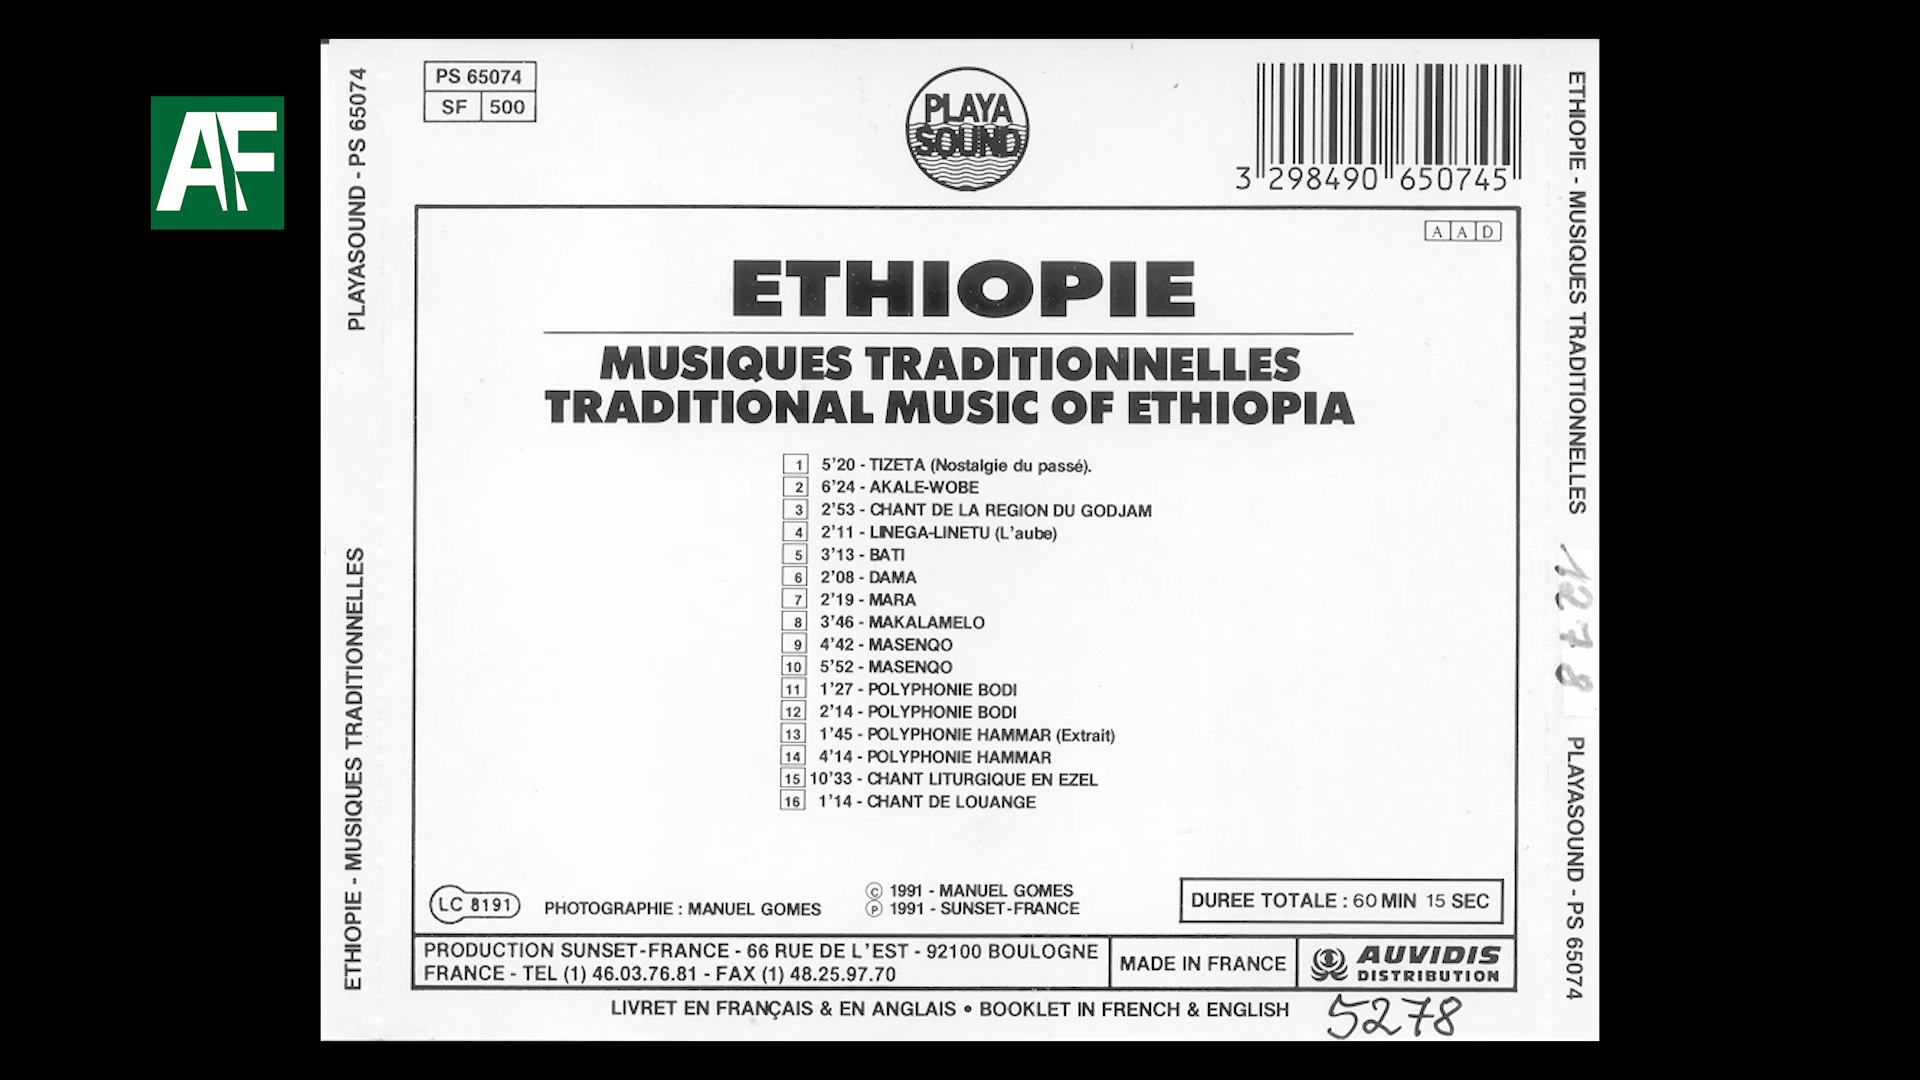 AF
PLAYASOUND - PS 65074
ETHIOPIE - MUSIQUES TRADITIONNELLES
PS 65074
SF 500
PLAYA
SOUND
3 298490 650745
A A D
ETHIOPIE
MUSIQUES TRADITIONNELLES
TRADITIONAL MUSIC OF ETHIOPIA
1 5'20 - TIZETA (Nostalgie du passé).
2 6'24 - AKALE-WOBE
3 2'53 - CHANT DE LA REGION DU GODJAM
4 2'11 - LINEGA-LINETU (L'aube)
5 3'13 - BATI
6 2'08 - DAMA
7 2'19 - MARA
8 3'46 - MAKALAMELO
9 4'42 - MASENQO
10 5'52 - MASENQO
11 1'27 - POLYPHONIE BODI
12 2'14 - POLYPHONIE BODI
13 1'45 - POLYPHONIE HAMMAR (Extrait)
14 4'14 - POLYPHONIE HAMMAR
15 10'33 - CHANT LITURGIQUE EN EZEL
16 1'14 - CHANT DE LOUANGE
LC 8191
PHOTOGRAPHIE : MANUEL GOMES
© 1991 - MANUEL GOMES
℗ 1991 - SUNSET-FRANCE
DUREE TOTALE : 60 MIN 15 SEC
PRODUCTION SUNSET-FRANCE - 66 RUE DE L'EST - 92100 BOULOGNE
FRANCE - TEL (1) 46.03.76.81 - FAX (1) 48.25.97.70
MADE IN FRANCE
AUVIDIS
DISTRIBUTION
LIVRET EN FRANÇAIS & EN ANGLAIS • BOOKLET IN FRENCH & ENGLISH
5278
ETHIOPIE - MUSIQUES TRADITIONNELLES
1278
PLAYASOUND - PS 65074